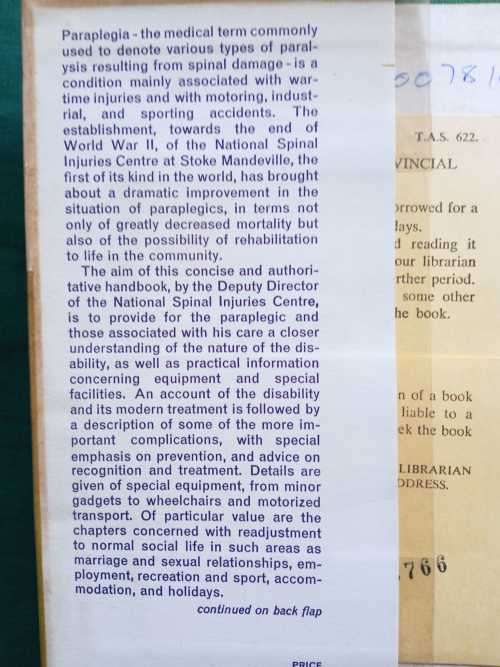 Paraplegia - the medical term commonly
used to denote various types of paral-
ysis resulting from spinal damage - is a
condition mainly associated with war-
time injuries and with motoring, indust-
rial, and sporting accidents. The
establishment, towards the end of
World War II, of the National Spinal
Injuries Centre at Stoke Mandeville, the
first of its kind in the world, has brought
about a dramatic improvement in the
situation of paraplegics, in terms not
only of greatly decreased mortality but
also of the possibility of rehabilitation
to life in the community.
The aim of this concise and authori-
tative handbook, by the Deputy Director
of the National Spinal Injuries Centre,
is to provide for the paraplegic and
those associated with his care a closer
understanding of the nature of the dis-
ability, as well as practical information
concerning equipment and special
facilities. An account of the disability
and its modern treatment is followed by
a description of some of the more im-
portant complications, with special
emphasis on prevention, and advice on
recognition and treatment. Details are
given of special equipment, from minor
gadgets to wheelchairs and motorized
transport. Of particular value are the
chapters concerned with readjustment
to normal social life in such areas as
marriage and sexual relationships, em-
ployment, recreation and sport, accom-
modation, and holidays.
continued on back flap
PRICE
0078/
T.A.S. 622.
VINCIAL
orrowed for a
days.
d reading it
our librarian
rther period.
some other
he book.
n of a book
liable to a
ek the book
LIBRARIAN
DDRESS.
766